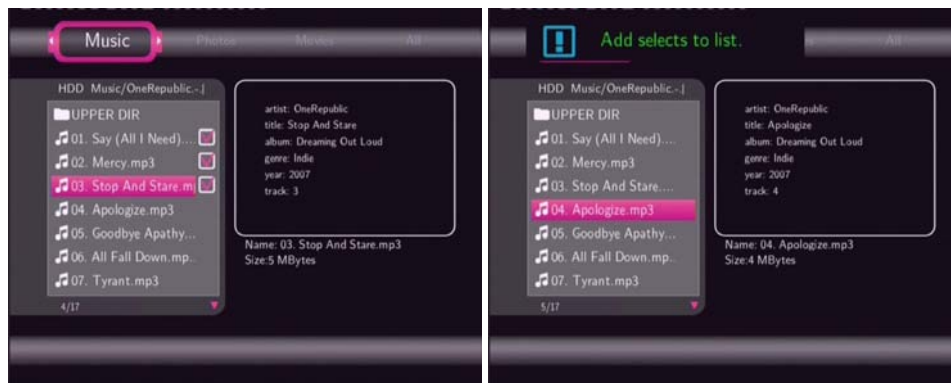 Music Photos Movies All
HDD Music/OneRepublic.-.|
UPPER DIR
01. Say (All I Need)....
02. Mercy.mp3
03. Stop And Stare.m
04. Apologize.mp3
05. Goodbye Apathy...
06. All Fall Down.mp..
07. Tyrant.mp3
4/17
artist: OneRepublic
title: Stop And Stare
album: Dreaming Out Loud
genre: Indie
year: 2007
track: 3
Name: 03. Stop And Stare.mp3
Size:5 MBytes
Add selects to list.
All
HDD Music/OneRepublic.-.|
UPPER DIR
01. Say (All I Need)....
02. Mercy.mp3
03. Stop And Stare....
04. Apologize.mp3
05. Goodbye Apathy...
06. All Fall Down.mp..
07. Tyrant.mp3
5/17
artist: OneRepublic
title: Apologize
album: Dreaming Out Loud
genre: Indie
year: 2007
track: 4
Name: 04. Apologize.mp3
Size:4 MBytes